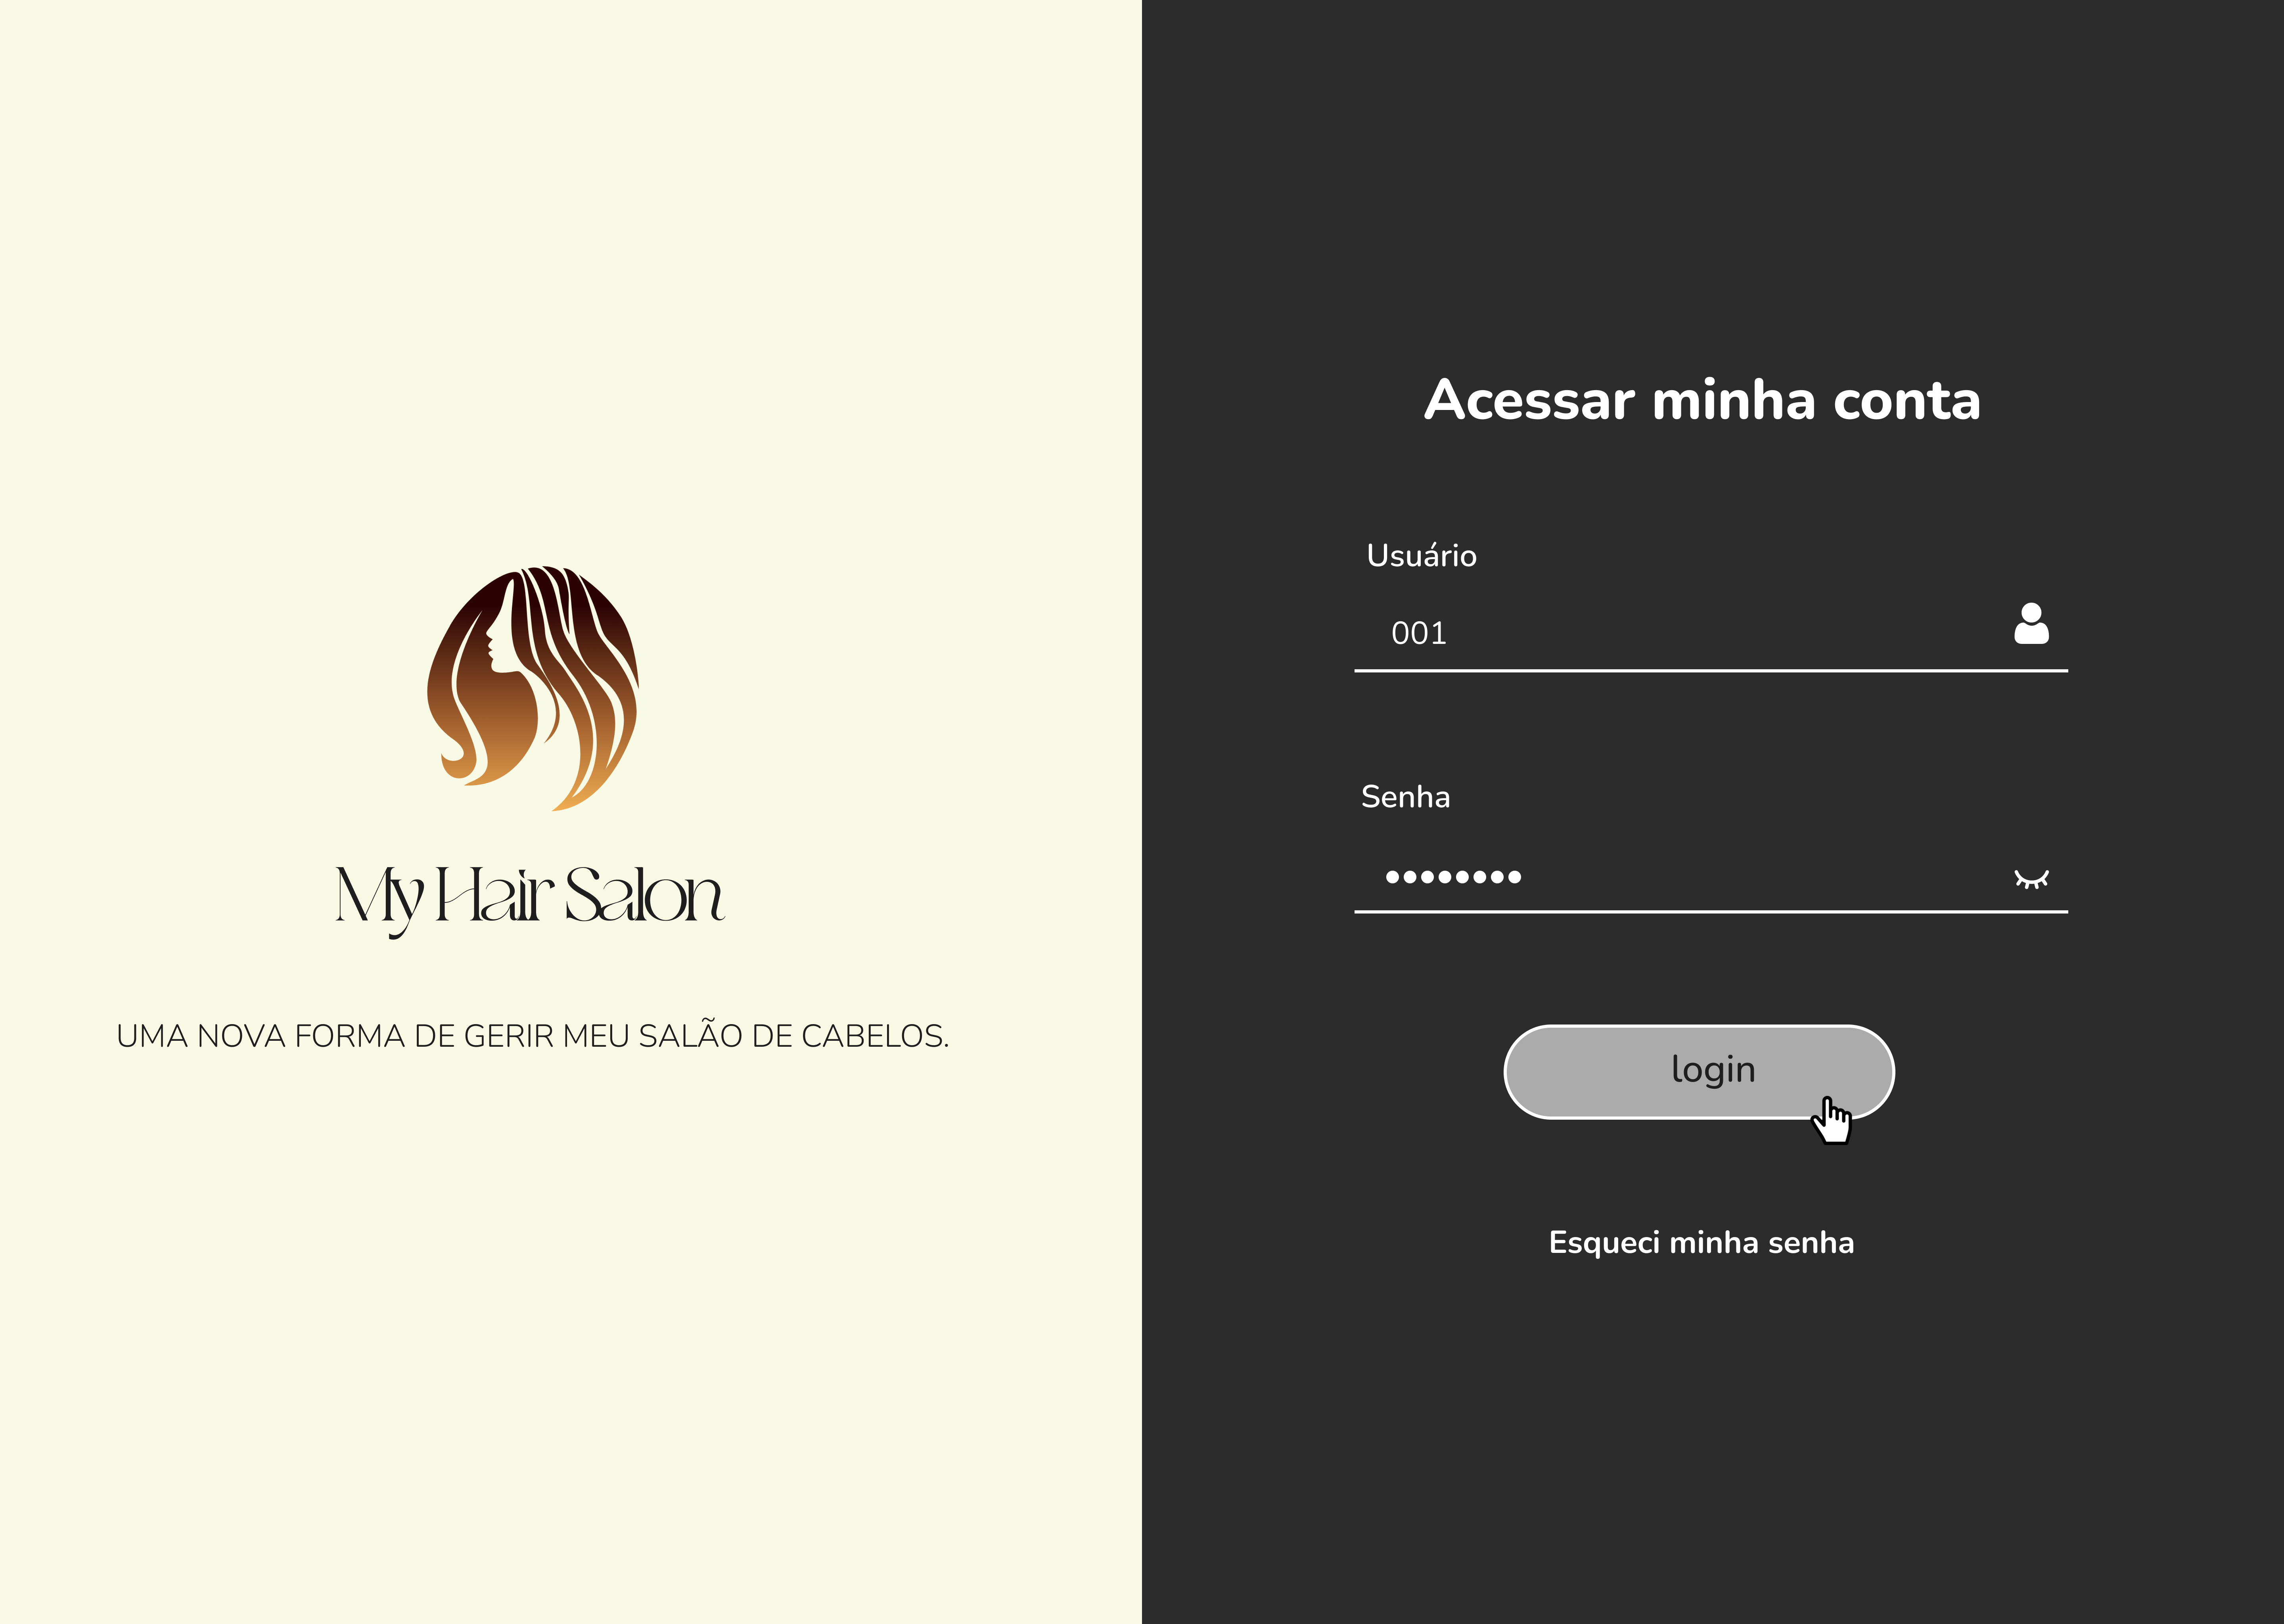 My Hair Salon
UMA NOVA FORMA DE GERIR MEU SALÃO DE CABELOS.
Acessar minha conta
Usuário
001
Senha
login
Esqueci minha senha